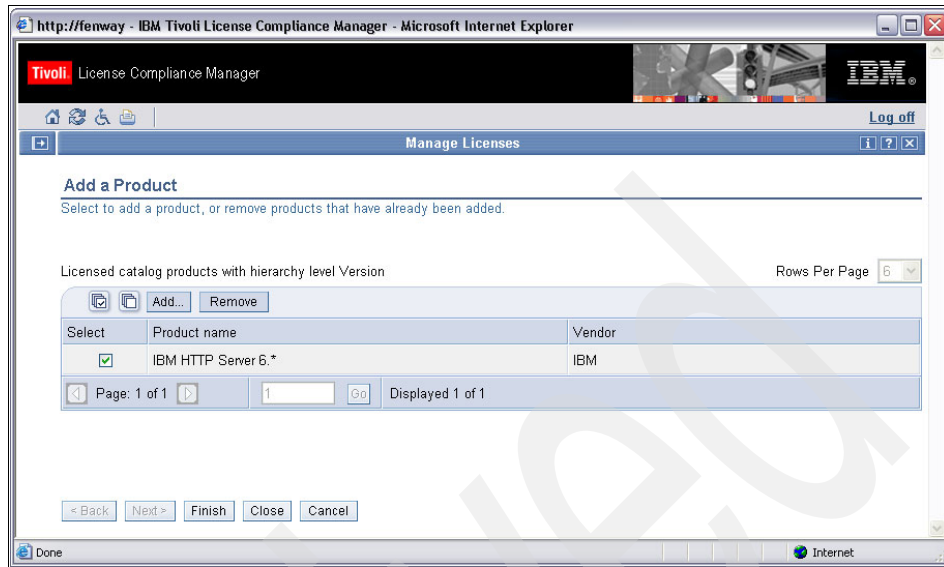 http://fenway - IBM Tivoli License Compliance Manager - Microsoft Internet Explorer
Tivoli. License Compliance Manager
IBM®
Log off
Manage Licenses
i ? X
Add a Product
Select to add a product, or remove products that have already been added.
Licensed catalog products with hierarchy level Version
Rows Per Page 6
Add... Remove
Select Product name Vendor
IBM HTTP Server 6.* IBM
Page: 1 of 1 1 Go Displayed 1 of 1
< Back Next > Finish Close Cancel
Done Internet